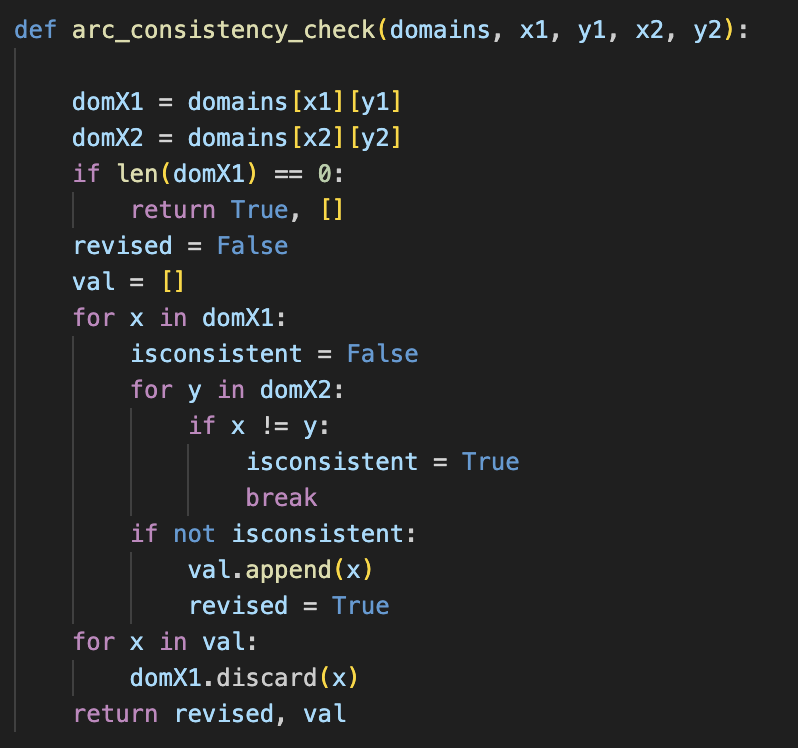 def arc_consistency_check(domains, x1, y1, x2, y2):
    domX1 = domains[x1][y1]
    domX2 = domains[x2][y2]
    if len(domX1) == 0:
        return True, []
    revised = False
    val = []
    for x in domX1:
        isconsistent = False
        for y in domX2:
            if x != y:
                isconsistent = True
                break
        if not isconsistent:
            val.append(x)
            revised = True
    for x in val:
        domX1.discard(x)
    return revised, val